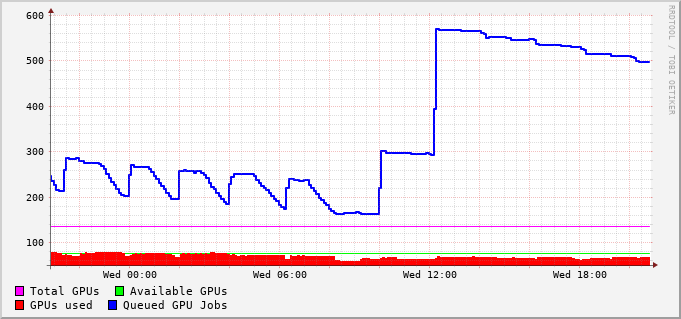 600
500
400
300
200
100
Wed 00:00 Wed 06:00 Wed 12:00 Wed 18:00
Total GPUs Available GPUs
GPUs used Queued GPU Jobs
RRDTOOL / TOBI OETIKER